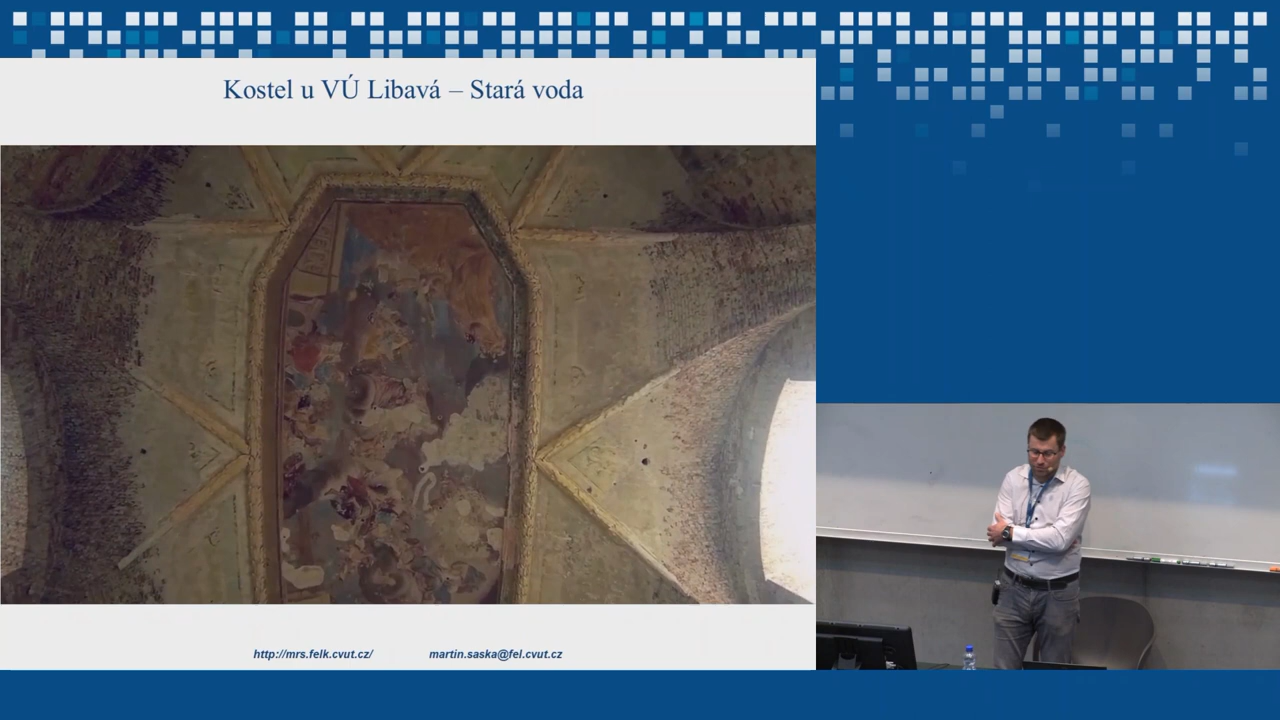 Kostel u VÚ Libavá – Stará voda
http://mrs.felk.cvut.cz/
martin.saska@fel.cvut.cz